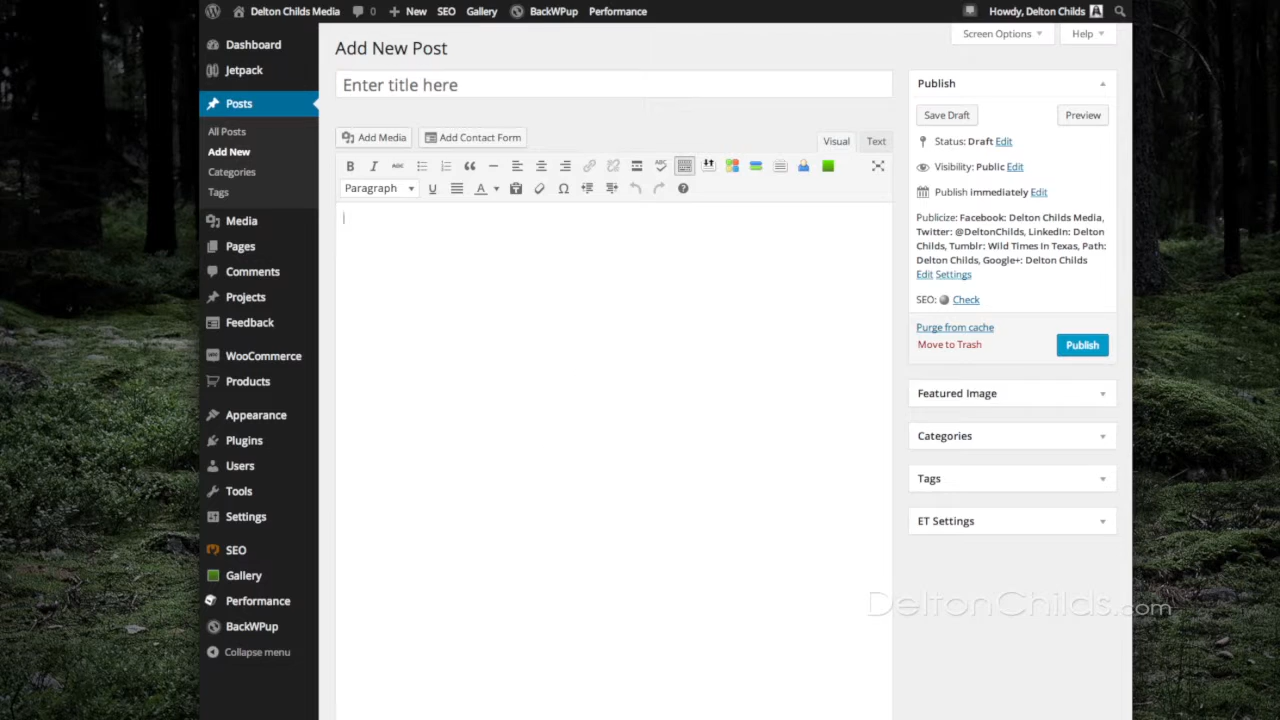 Delton Childs Media 0 New SEO Gallery BackWPup Performance Howdy, Delton Childs
Dashboard
Jetpack
Posts
All Posts
Add New
Categories
Tags
Media
Pages
Comments
Projects
Feedback
WooCommerce
Products
Appearance
Plugins
Users
Tools
Settings
SEO
Gallery
Performance
BackWPup
Collapse menu
Screen Options Help
Add New Post
Enter title here
Add Media Add Contact Form
Visual Text
B I ABC ABC
Paragraph U A Ω
Publish
Save Draft Preview
Status: Draft Edit
Visibility: Public Edit
Publish immediately Edit
Publicize: Facebook: Delton Childs Media,
Twitter: @DeltonChilds, LinkedIn: Delton
Childs, Tumblr: Wild Times In Texas, Path:
Delton Childs, Google+: Delton Childs
Edit Settings
SEO: Check
Purge from cache
Move to Trash Publish
Featured Image
Categories
Tags
ET Settings
DeltonChilds.com